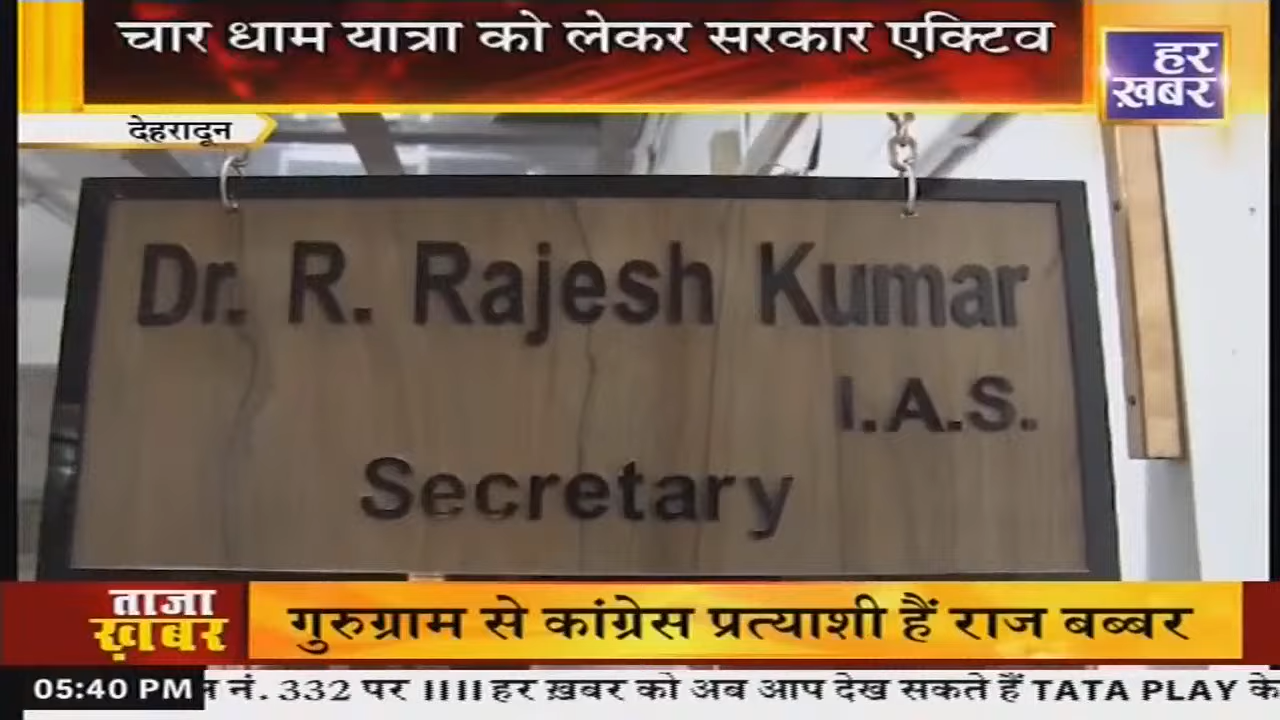 चार धाम यात्रा को लेकर सरकार एक्टिव
हर
ख़बर
देहरादून
Dr. R. Rajesh Kumar
I.A.S.
Secretary
ताजा
ख़बर
गुरुग्राम से कांग्रेस प्रत्याशी हैं राज बब्बर
05:40 PM
नं. 332 पर ।।।। हर ख़बर को अब आप देख सकते हैं TATA PLAY के